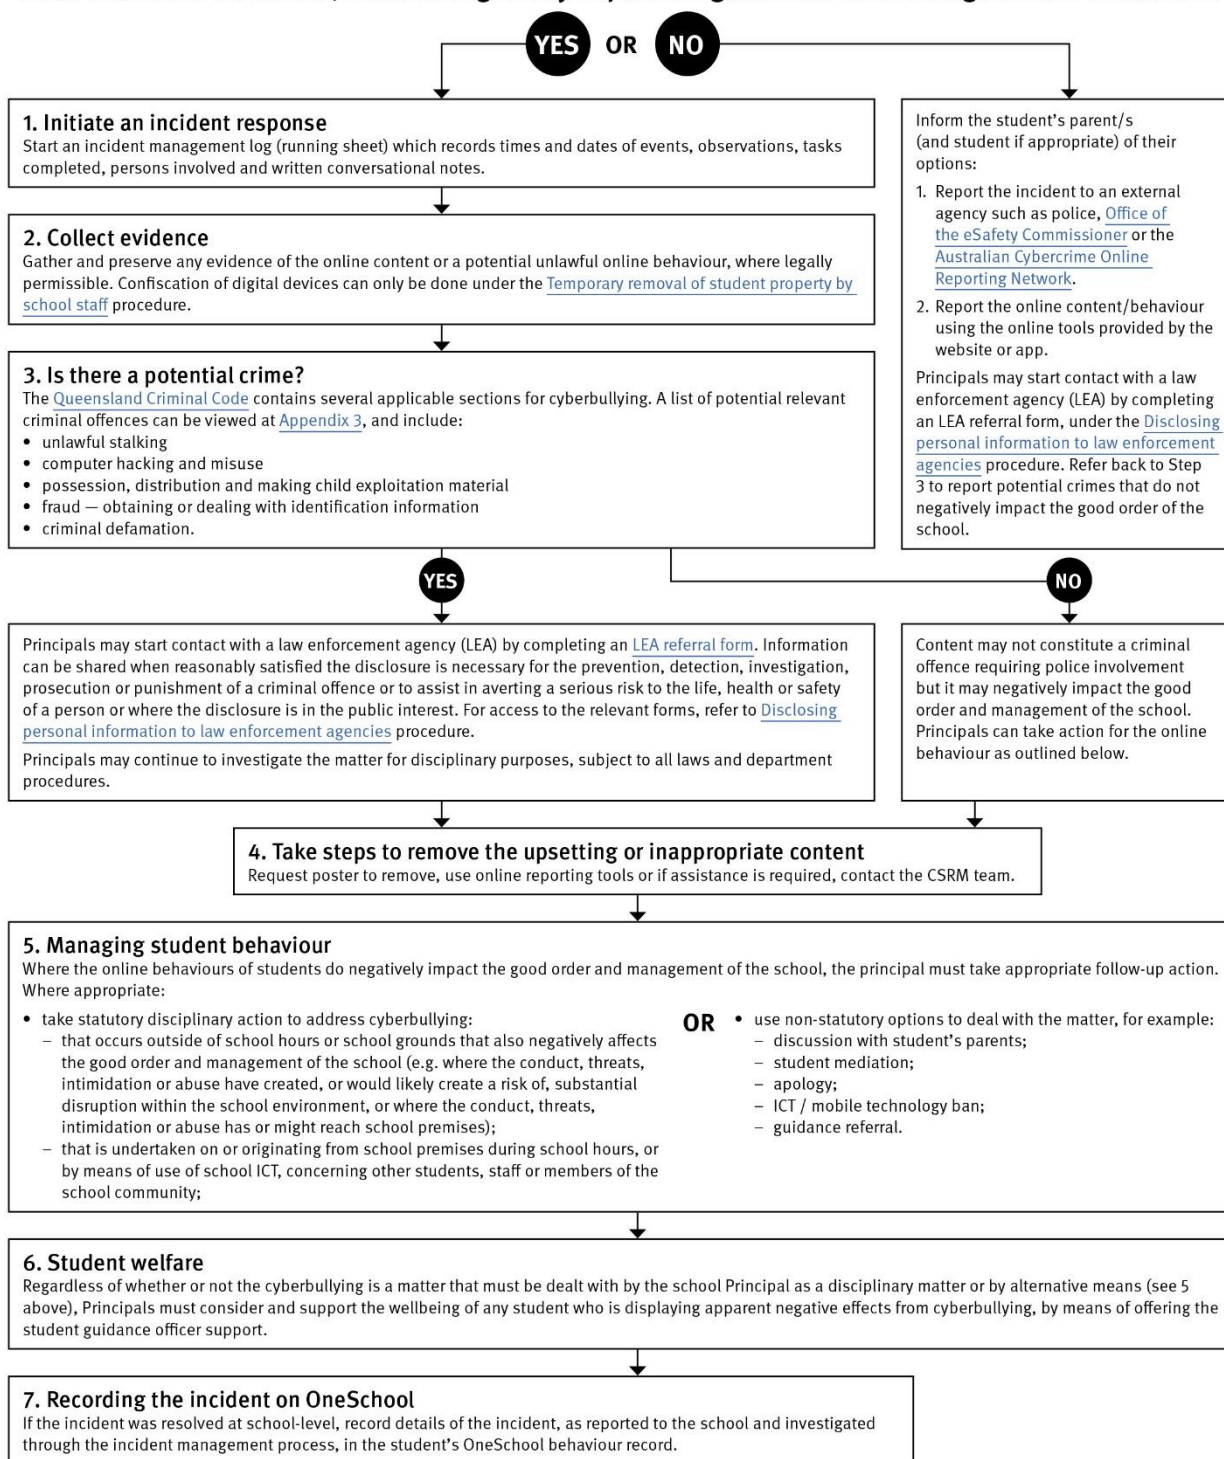 YES OR NO
1. Initiate an incident response
Start an incident management log (running sheet) which records times and dates of events, observations, tasks
completed, persons involved and written conversational notes.
2. Collect evidence
Gather and preserve any evidence of the online content or a potential unlawful online behaviour, where legally
permissible. Confiscation of digital devices can only be done under the Temporary removal of student property by
school staff procedure.
3. Is there a potential crime?
The Queensland Criminal Code contains several applicable sections for cyberbullying. A list of potential relevant
criminal offences can be viewed at Appendix 3, and include:
• unlawful stalking
• computer hacking and misuse
• possession, distribution and making child exploitation material
• fraud — obtaining or dealing with identification information
• criminal defamation.
Inform the student's parent/s
(and student if appropriate) of their
options:
1. Report the incident to an external
agency such as police, Office of
the eSafety Commissioner or the
Australian Cybercrime Online
Reporting Network.
2. Report the online content/behaviour
using the online tools provided by the
website or app.
Principals may start contact with a law
enforcement agency (LEA) by completing
an LEA referral form, under the Disclosing
personal information to law enforcement
agencies procedure. Refer back to Step
3 to report potential crimes that do not
negatively impact the good order of the
school.
YES
NO
Principals may start contact with a law enforcement agency (LEA) by completing an LEA referral form. Information
can be shared when reasonably satisfied the disclosure is necessary for the prevention, detection, investigation,
prosecution or punishment of a criminal offence or to assist in averting a serious risk to the life, health or safety
of a person or where the disclosure is in the public interest. For access to the relevant forms, refer to Disclosing
personal information to law enforcement agencies procedure.
Principals may continue to investigate the matter for disciplinary purposes, subject to all laws and department
procedures.
Content may not constitute a criminal
offence requiring police involvement
but it may negatively impact the good
order and management of the school.
Principals can take action for the online
behaviour as outlined below.
4. Take steps to remove the upsetting or inappropriate content
Request poster to remove, use online reporting tools or if assistance is required, contact the CSRM team.
5. Managing student behaviour
Where the online behaviours of students do negatively impact the good order and management of the school, the principal must take appropriate follow-up action.
Where appropriate:
• take statutory disciplinary action to address cyberbullying:
– that occurs outside of school hours or school grounds that also negatively affects
the good order and management of the school (e.g. where the conduct, threats,
intimidation or abuse have created, or would likely create a risk of, substantial
disruption within the school environment, or where the conduct, threats,
intimidation or abuse has or might reach school premises);
– that is undertaken on or originating from school premises during school hours, or
by means of use of school ICT, concerning other students, staff or members of the
school community;
OR
• use non-statutory options to deal with the matter, for example:
– discussion with student's parents;
– student mediation;
– apology;
– ICT / mobile technology ban;
– guidance referral.
6. Student welfare
Regardless of whether or not the cyberbullying is a matter that must be dealt with by the school Principal as a disciplinary matter or by alternative means (see 5
above), Principals must consider and support the wellbeing of any student who is displaying apparent negative effects from cyberbullying, by means of offering the
student guidance officer support.
7. Recording the incident on OneSchool
If the incident was resolved at school-level, record details of the incident, as reported to the school and investigated
through the incident management process, in the student's OneSchool behaviour record.